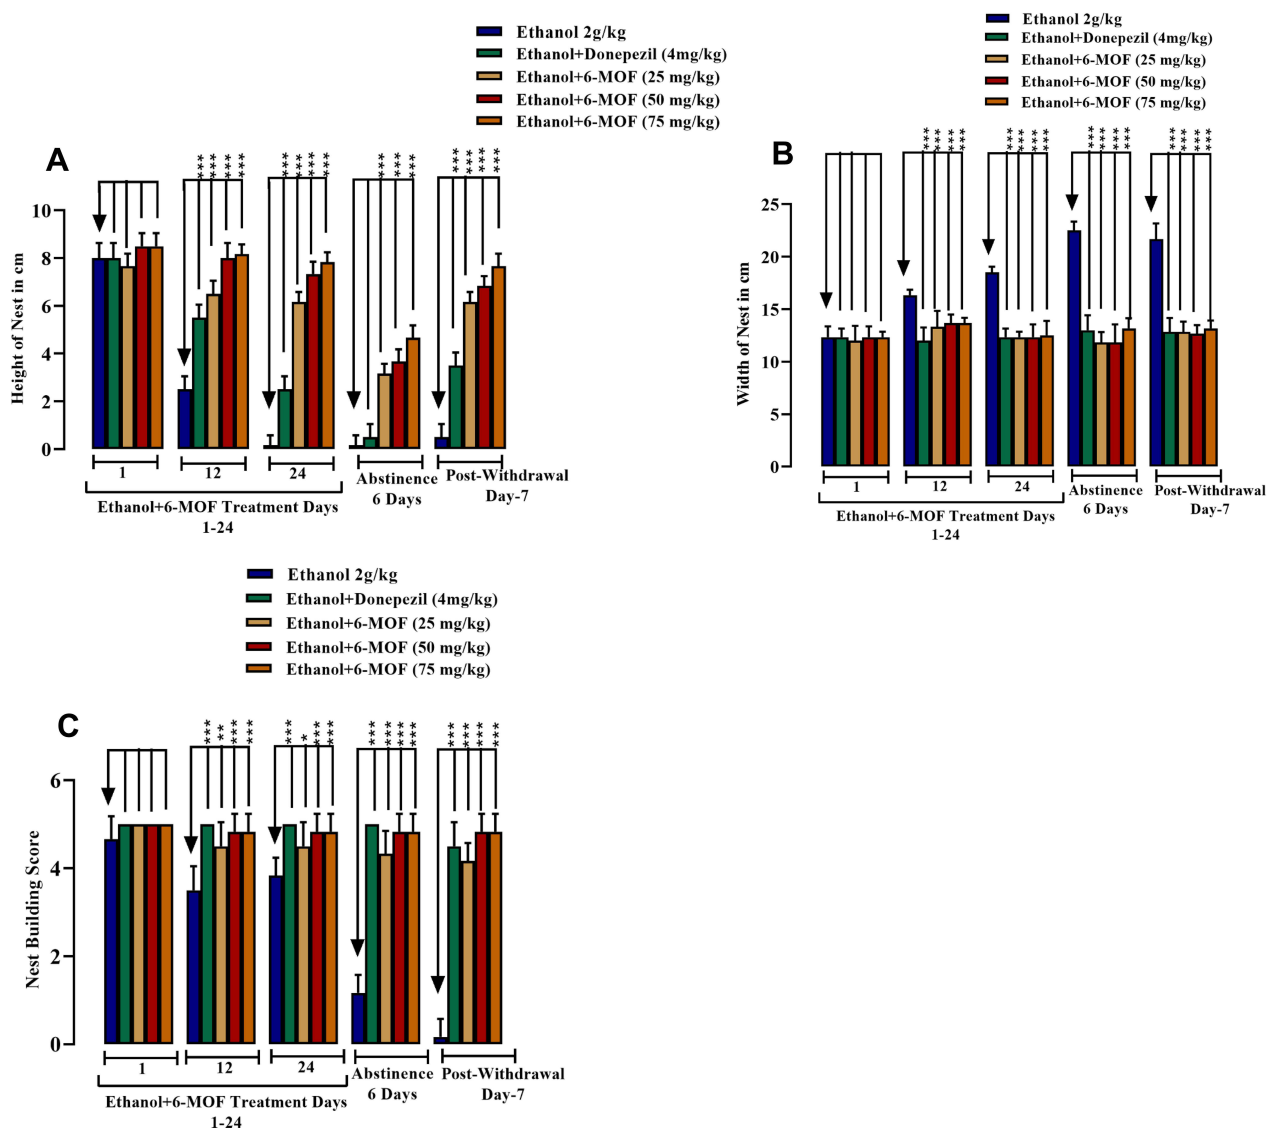 Ethanol 2g/kg
Ethanol+Donepezil (4mg/kg)
Ethanol+6-MOF (25 mg/kg)
Ethanol+6-MOF (50 mg/kg)
Ethanol+6-MOF (75 mg/kg)
A
*** *** *** ***
*** *** *** ***
*** *** ***
*** *** *** ***
Height of Nest in cm
10
8
6
4
2
0
1
12
24
Abstinence
6 Days
Post-Withdrawal
Day-7
Ethanol+6-MOF Treatment Days
1-24
Ethanol 2g/kg
Ethanol+Donepezil (4mg/kg)
Ethanol+6-MOF (25 mg/kg)
Ethanol+6-MOF (50 mg/kg)
Ethanol+6-MOF (75 mg/kg)
B
*** *** *** ***
*** *** *** ***
*** *** *** ***
*** *** *** ***
Width of Nest in cm
25
20
15
10
5
0
1
12
24
Abstinence
6 Days
Post-Withdrawal
Day-7
Ethanol+6-MOF Treatment Days
1-24
Ethanol 2g/kg
Ethanol+Donepezil (4mg/kg)
Ethanol+6-MOF (25 mg/kg)
Ethanol+6-MOF (50 mg/kg)
Ethanol+6-MOF (75 mg/kg)
C
*** ** *** ***
*** * *** ***
*** *** *** ***
*** *** *** ***
Nest Building Score
6
4
2
0
1
12
24
Abstinence
6 Days
Post-Withdrawal
Day-7
Ethanol+6-MOF Treatment Days
1-24